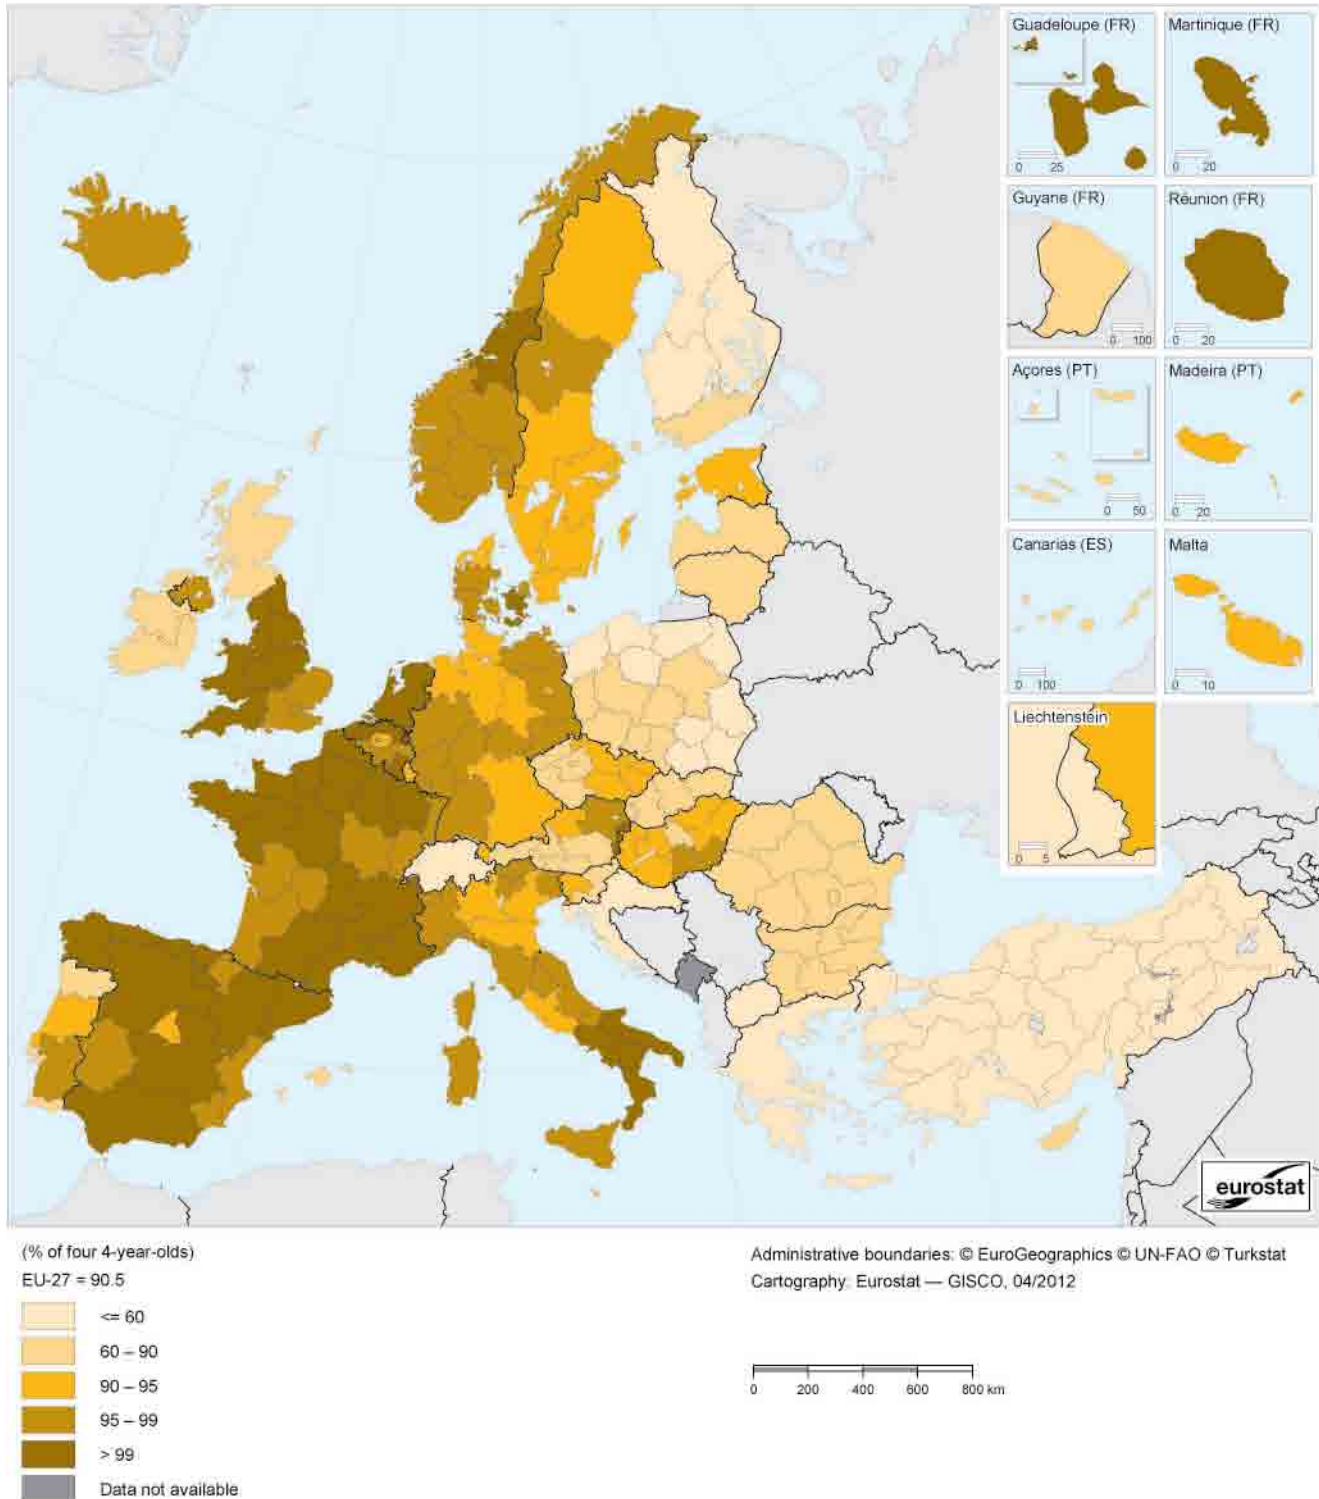 Guadeloupe (FR)
0 25
Martinique (FR)
0 20
Guyane (FR)
0 100
Réunion (FR)
0 20
Açores (PT)
0 50
Madeira (PT)
0 20
Canarias (ES)
0 100
Malta
0 10
Liechtenstein
0 5
eurostat
(% of four 4-year-olds)
EU-27 = 90.5
<= 60
60 – 90
90 – 95
95 – 99
> 99
Data not available
Administrative boundaries: © EuroGeographics © UN-FAO © Turkstat
Cartography: Eurostat — GISCO, 04/2012
0 200 400 600 800 km